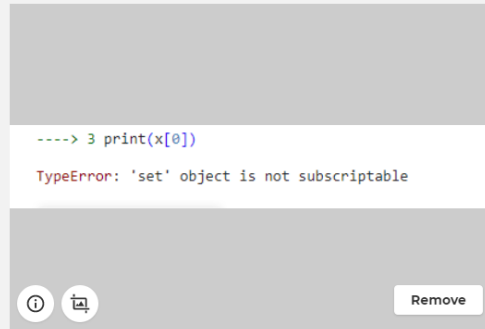 ----> 3 print(x[0])
TypeError: 'set' object is not subscriptable
Remove